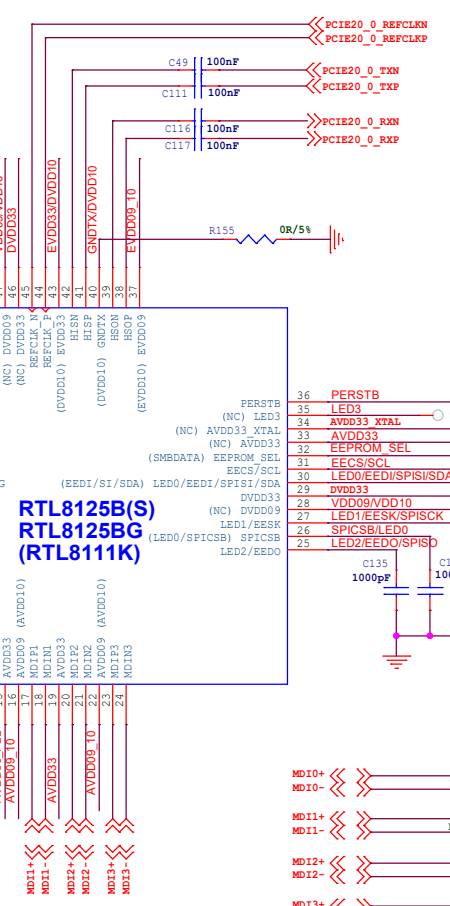 PCIE20_0_REFCLKN
PCIE20_0_REFCLKP
C49 100nF
PCIE20_0_TXN
C111 100nF
PCIE20_0_TXP
C116 100nF
PCIE20_0_RXN
C117 100nF
PCIE20_0_RXP
DVDD33
EVDD33/DVDD10
GNDTX/DVDD10
EVDD09_10
R155 0R/5%
46
45
44
43
42
41
40
39
38
37
(NC) DVDD09
(NC) DVDD33
REFCLK_N
REFCLK_P
(DVDD10) EVDD33
HISN
HISP
(DVDD10) GNDTX
HSON
HSOP
(EVDD10) EVDD09
PERSTB 36 PERSTB
(NC) LED3 35 LED3
(NC) AVDD33_XTAL 34 AVDD33_XTAL
(NC) AVDD33 33 AVDD33
(SMBDATA) EEPROM_SEL 32 EEPROM_SEL
EECS/SCL 31 EECS/SCL
(EEDI/SI/SDA) LED0/EEDI/SPISI/SDA 30 LED0/EEDI/SPISI/SDA
DVDD33 29 DVDD33
(NC) DVDD09 28 VDD09/VDD10
LED1/EESK 27 LED1/EESK/SPISCK
(LED0/SPICSB) SPICSB 26 SPICSB/LED0
LED2/EEDO 25 LED2/EEDO/SPISO
RTL8125B(S)
RTL8125BG
(RTL8111K)
C135
1000pF
AVDD33
AVDD09 (AVDD10)
MDIP1
MDIN1
AVDD33
MDIP2
MDIN2
AVDD09 (AVDD10)
MDIP3
MDIN3
16
17
18
19
20
21
22
23
24
AVDD09_10
AVDD33
AVDD09_10
MDI1+
MDI1-
MDI2+
MDI2-
MDI3+
MDI3-
MDI0+
MDI0-
MDI1+
MDI1-
MDI2+
MDI2-
MDI3+